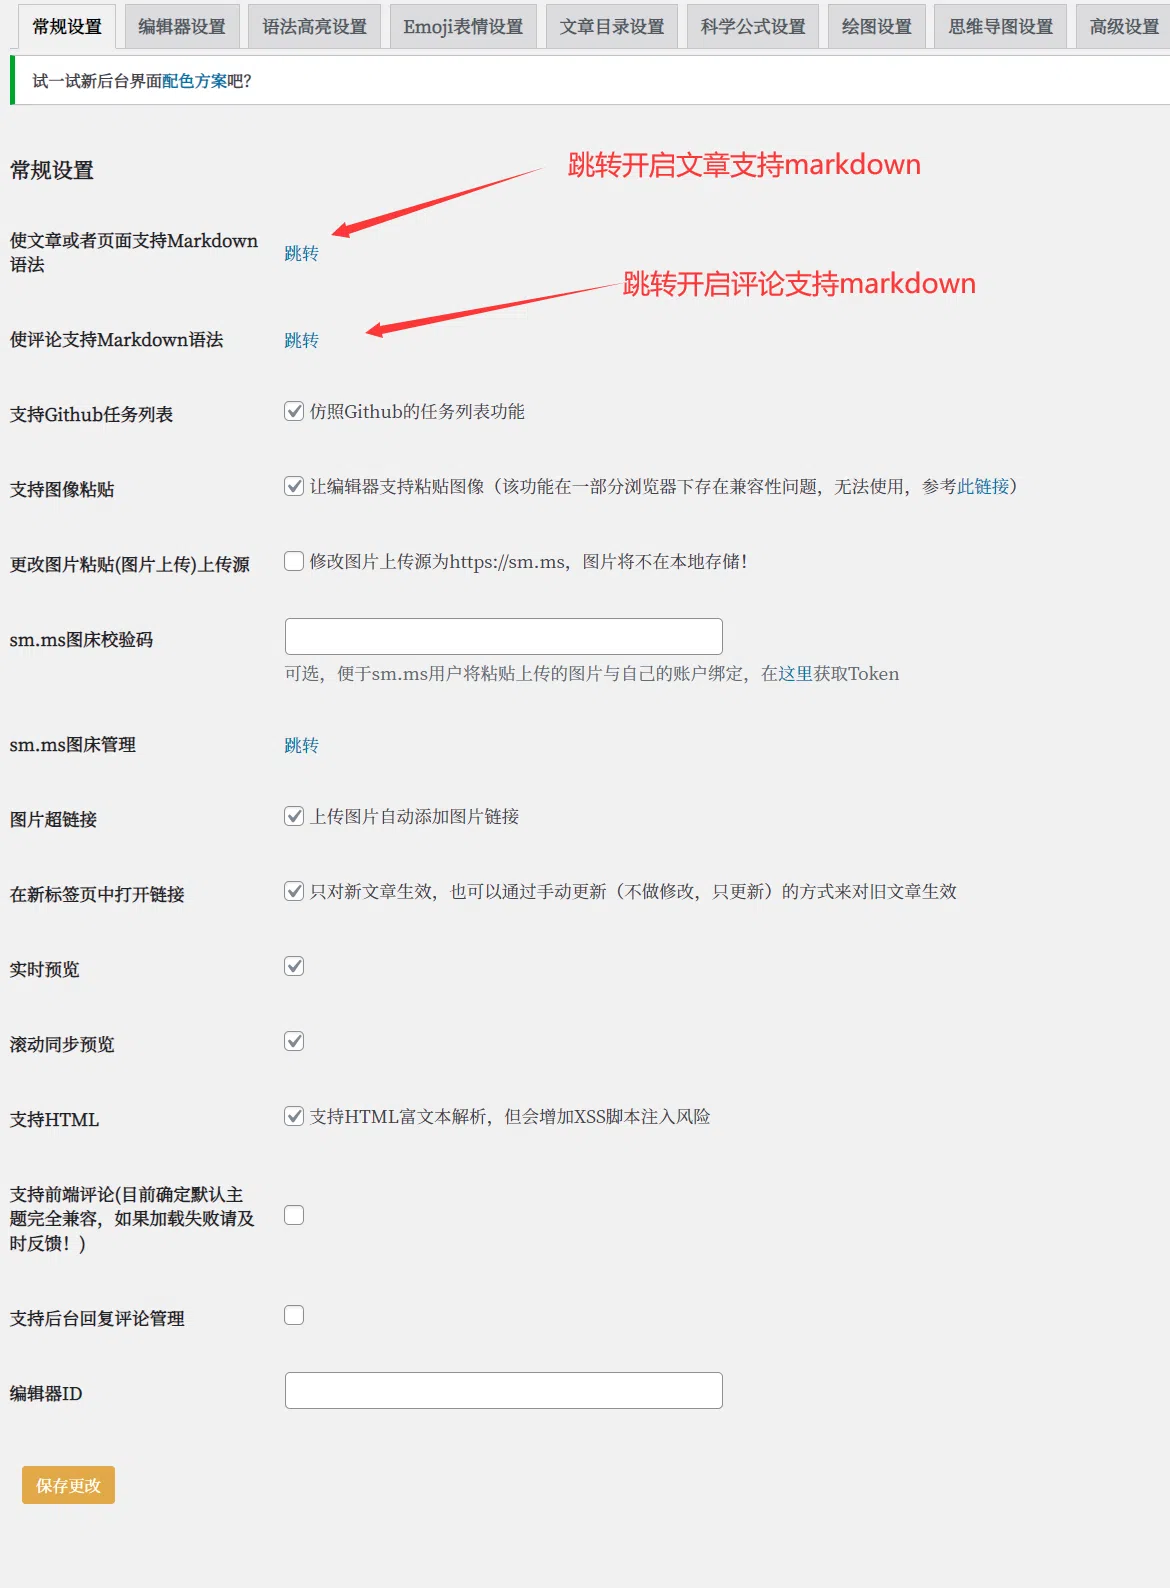 常规设置 编辑器设置 语法高亮设置 Emoji表情设置 文章目录设置 科学公式设置 绘图设置 思维导图设置 高级设置
试一试新后台界面配色方案吧？
常规设置
跳转开启文章支持markdown
使文章或者页面支持Markdown
语法
跳转
跳转开启评论支持markdown
使评论支持Markdown语法
跳转
支持Github任务列表
仿照Github的任务列表功能
支持图像粘贴
让编辑器支持粘贴图像（该功能在一部分浏览器下存在兼容性问题，无法使用，参考此链接）
更改图片粘贴(图片上传)上传源
修改图片上传源为https://sm.ms，图片将不在本地存储！
sm.ms图床校验码
可选，便于sm.ms用户将粘贴上传的图片与自己的账户绑定，在这里获取Token
sm.ms图床管理
跳转
图片超链接
上传图片自动添加图片链接
在新标签页中打开链接
只对新文章生效，也可以通过手动更新（不做修改，只更新）的方式来对旧文章生效
实时预览
滚动同步预览
支持HTML
支持HTML富文本解析，但会增加XSS脚本注入风险
支持前端评论(目前确定默认主
题完全兼容，如果加载失败请及
时反馈！)
支持后台回复评论管理
编辑器ID
保存更改